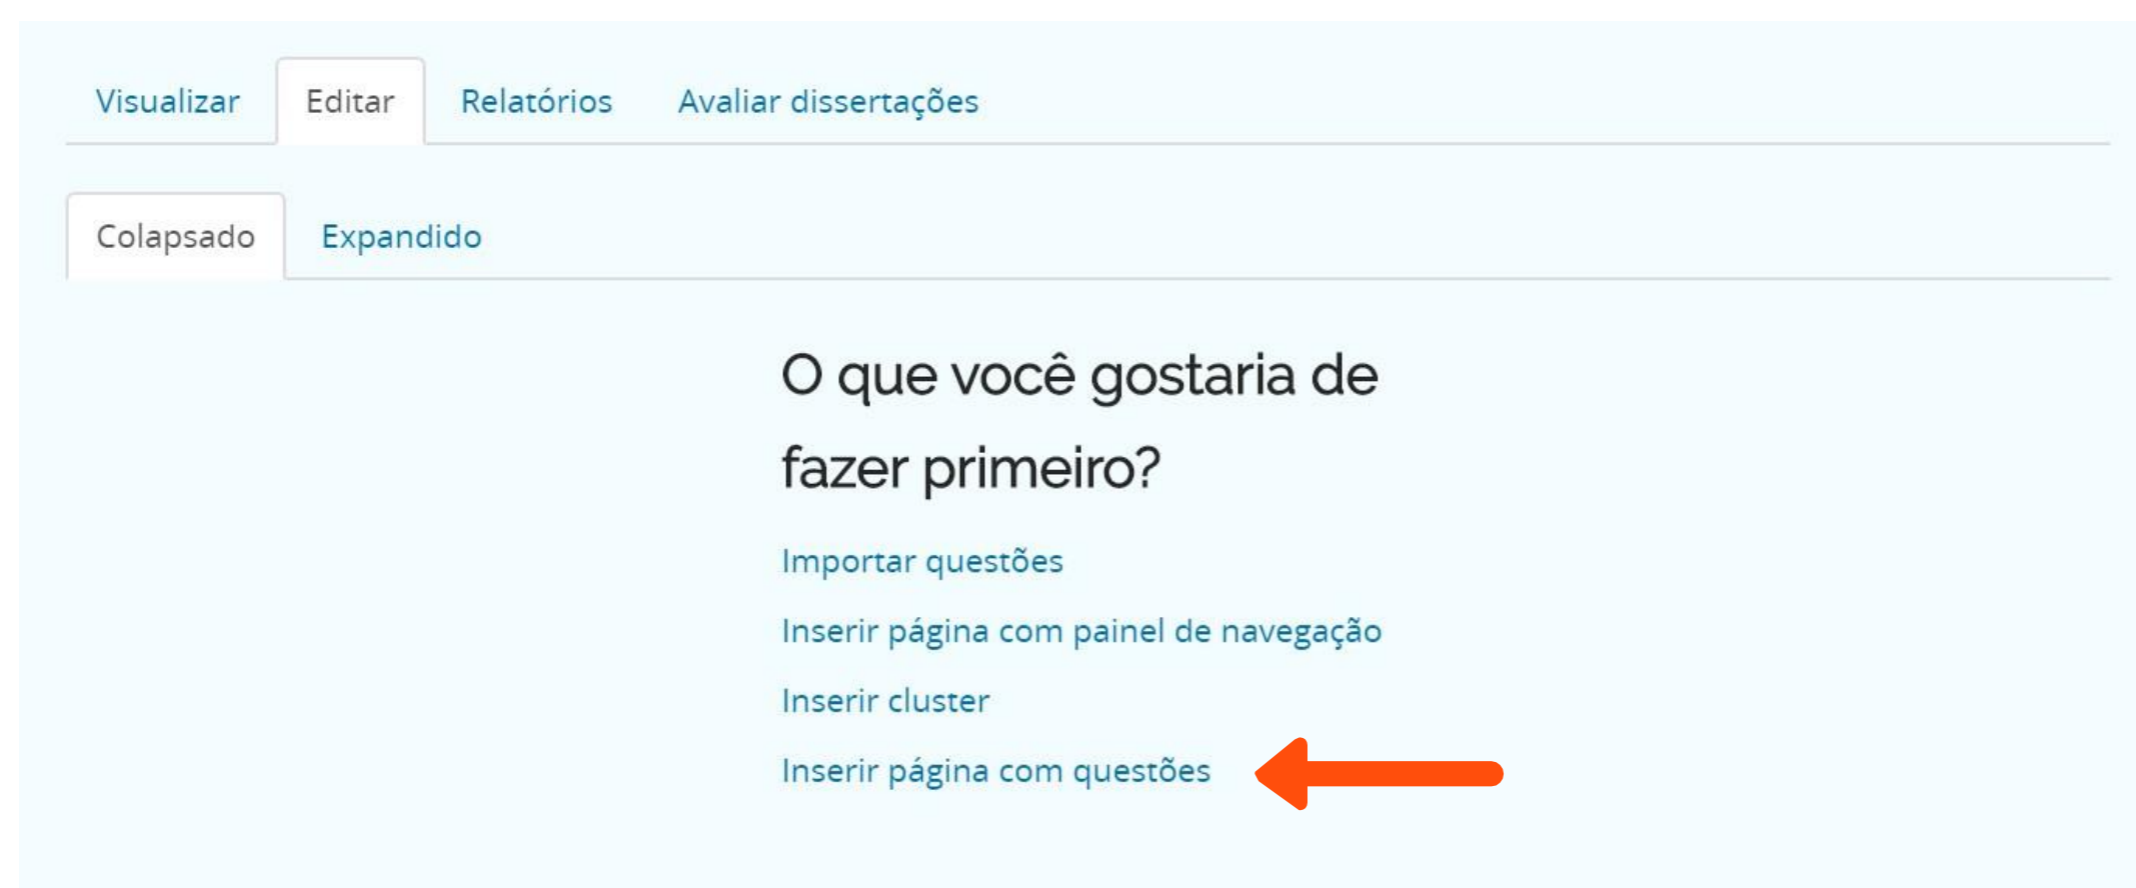 Visualizar Editar Relatórios Avaliar dissertações
Colapsado Expandido
O que você gostaria de
fazer primeiro?
Importar questões
Inserir página com painel de navegação
Inserir cluster
Inserir página com questões